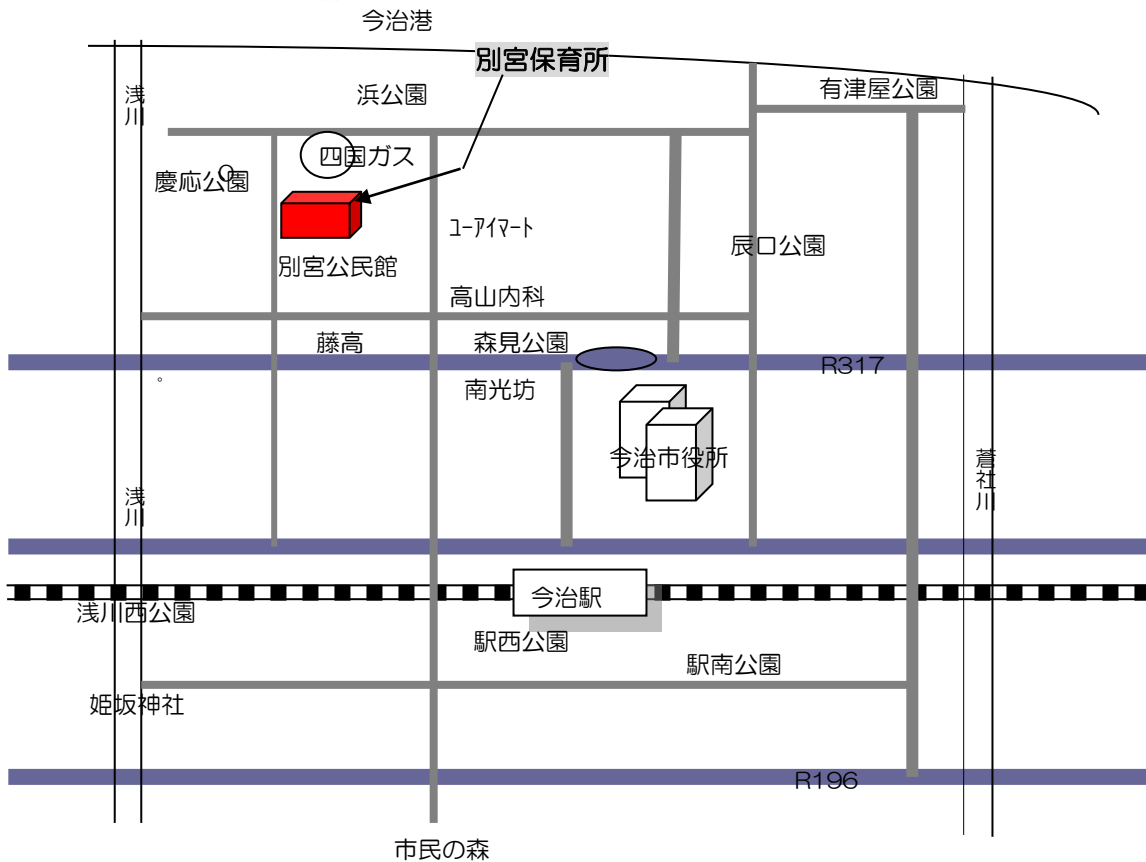 今治港
別宮保育所
浅川
浜公園
有津屋公園
四国ガス
慶応公園
ﾕｰｱｲﾏｰﾄ
辰口公園
別宮公民館
高山内科
藤高
森見公園
R317
南光坊
今治市役所
蒼社川
浅川
今治駅
浅川西公園
駅西公園
駅南公園
姫坂神社
R196
市民の森